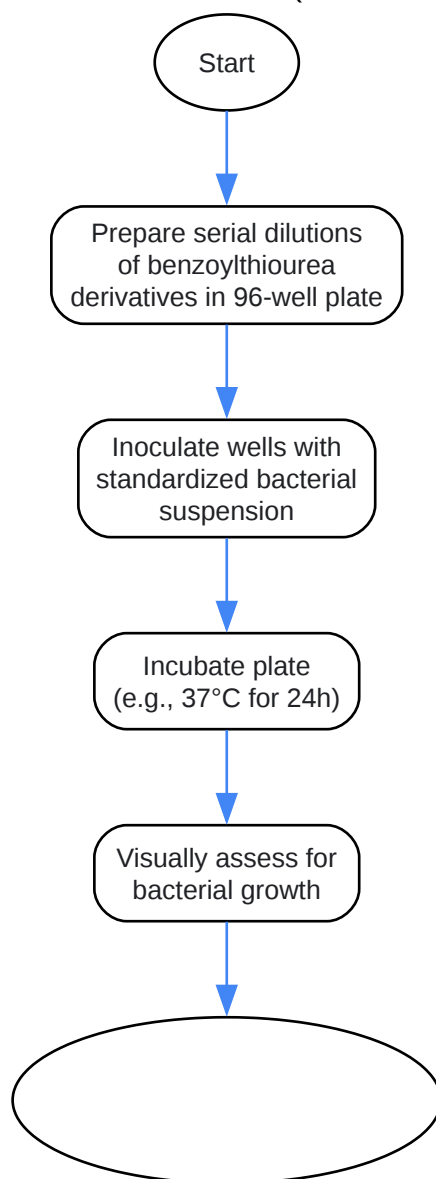 (
Start
Prepare serial dilutions
of benzoylthiourea
derivatives in 96-well plate
Inoculate wells with
standardized bacterial
suspension
Incubate plate
(e.g., 37°C for 24h)
Visually assess for
bacterial growth